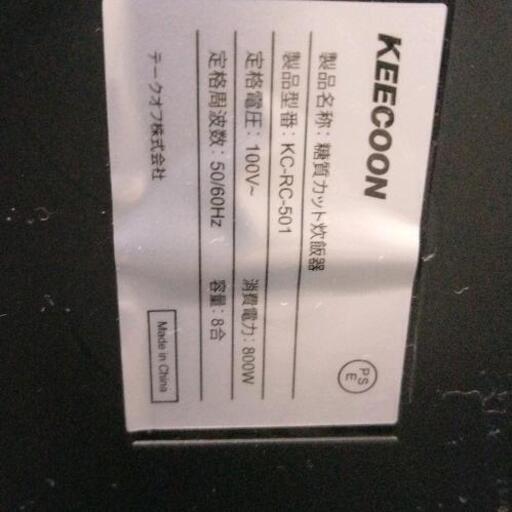 KEECOON
製品名称：糖質カット炊飯器
製品型番：KC-RC-501
定格電圧：100V~ 消費電力：800W
定格周波数：50/60Hz 容量：8合
テークオフ株式会社
Made in China
PS
E